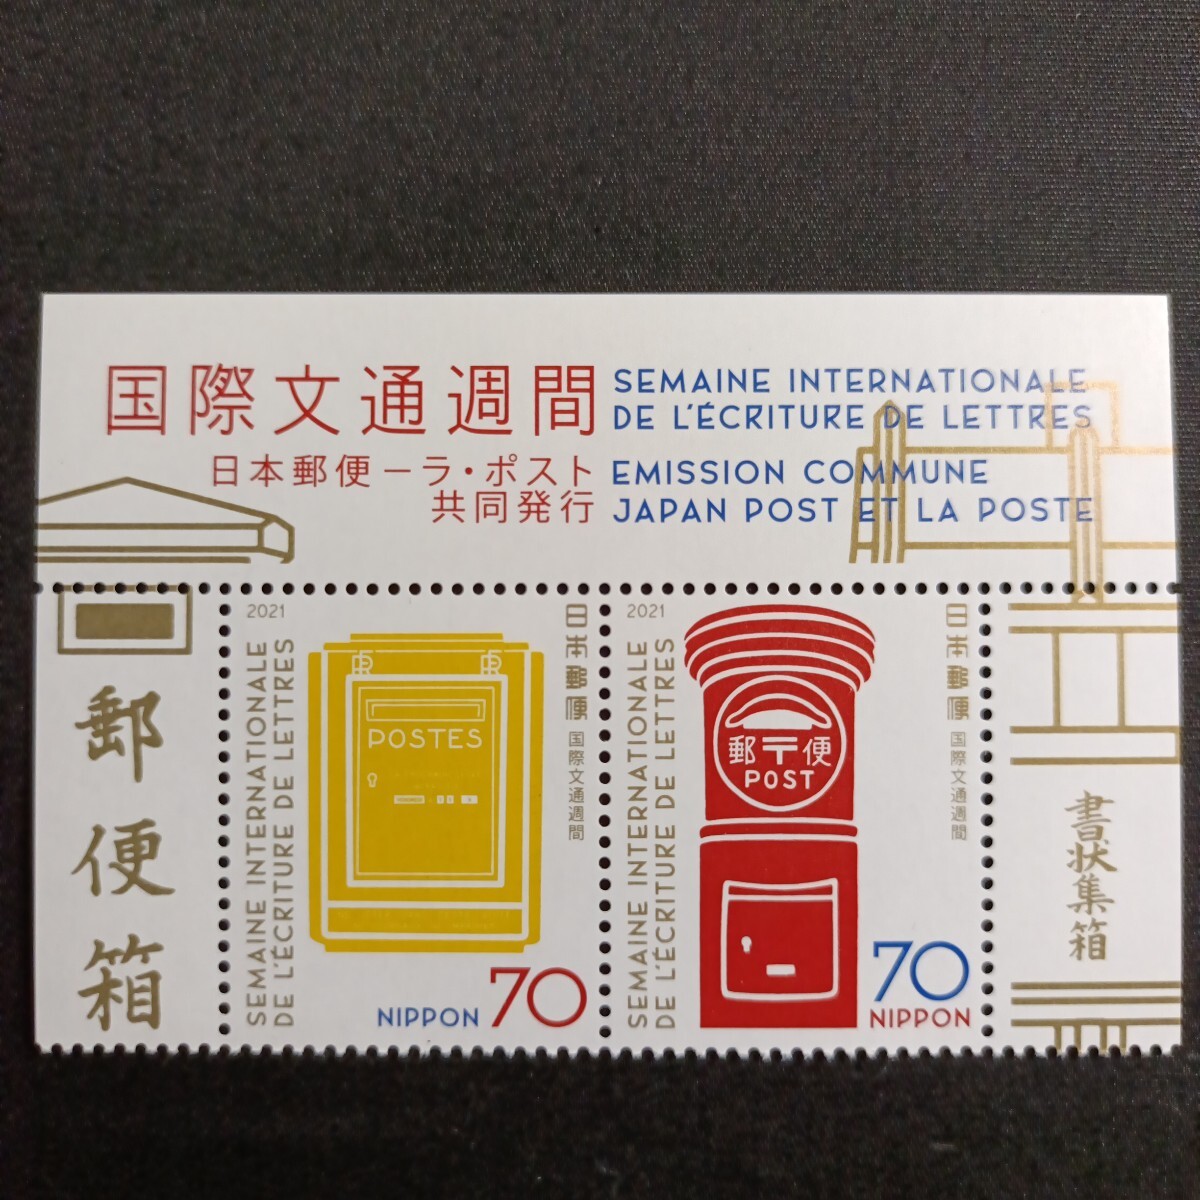 国際文通週間
日本郵便－ラ・ポスト
共同発行
SEMAINE INTERNATIONALE
DE L'ÉCRITURE DE LETTRES
EMISSION COMMUNE
JAPAN POST ET LA POSTE
郵便箱
2021
SEMAINE INTERNATIONALE
DE L'ÉCRITURE DE LETTRES
POSTES
日本郵便 国際文通週間
NIPPON 70
2021
SEMAINE INTERNATIONALE
DE L'ÉCRITURE DE LETTRES
郵〒便
POST
日本郵便 国際文通週間
70
NIPPON
書状集箱